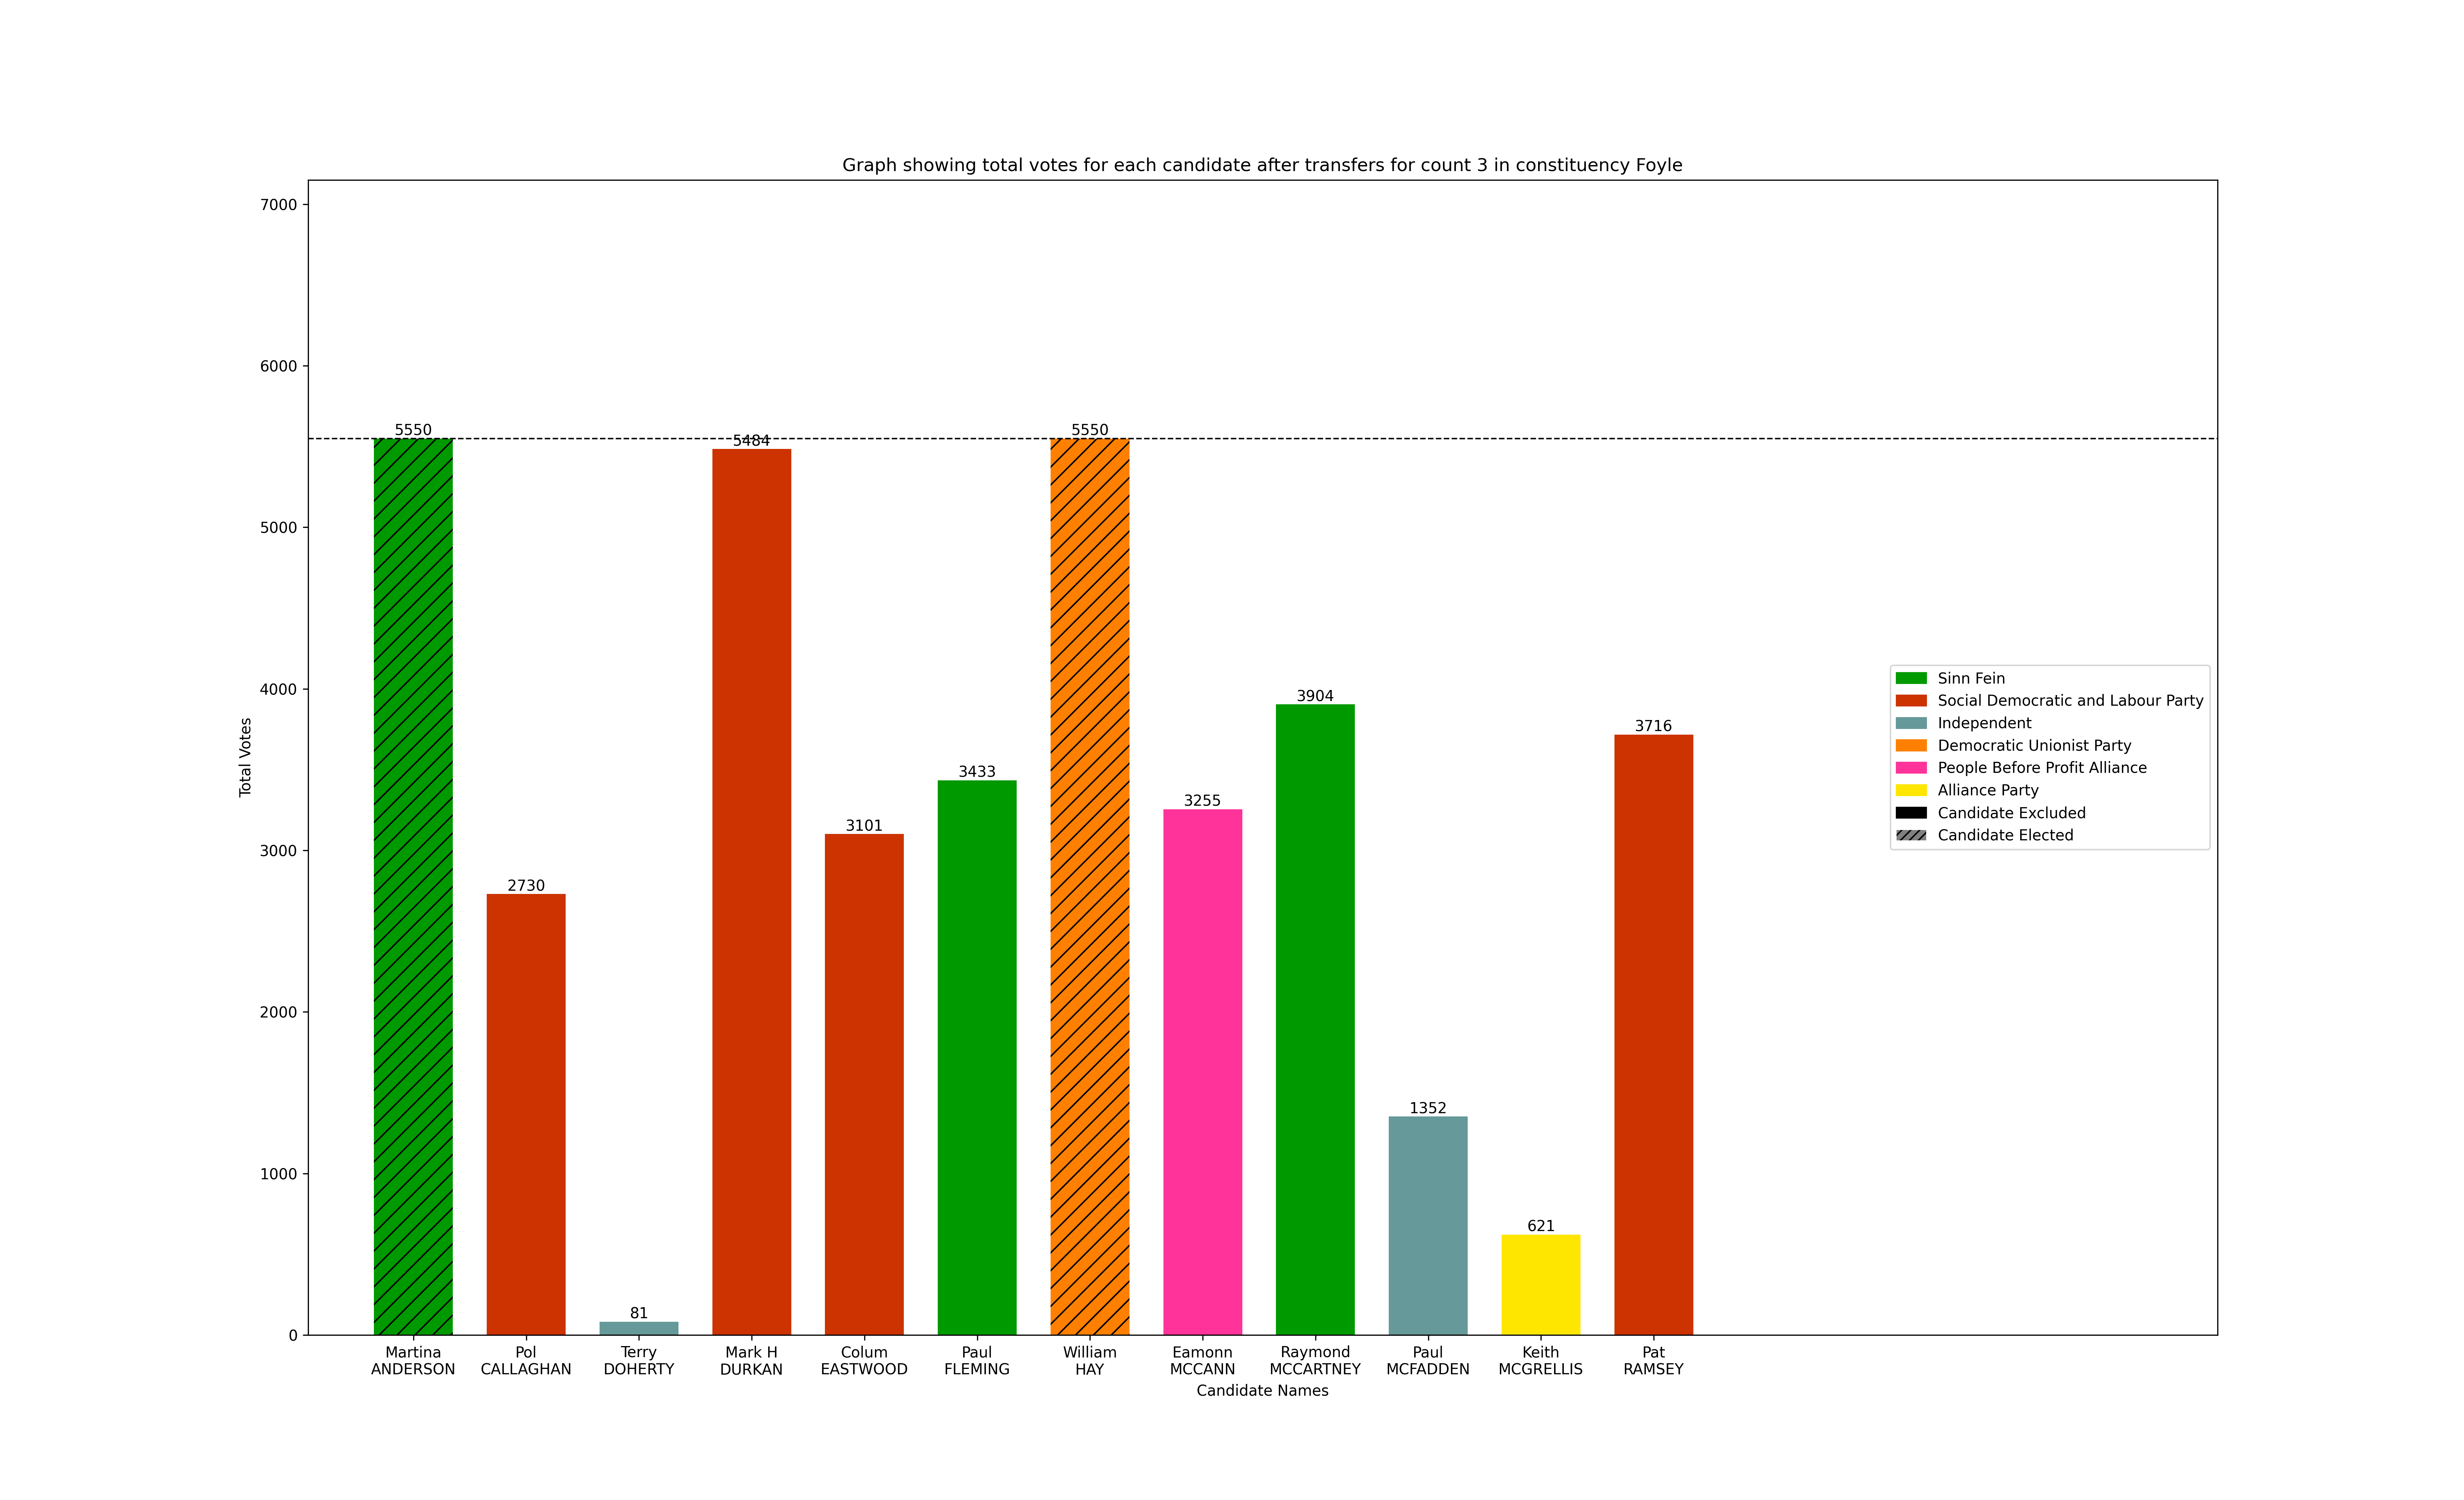 Graph showing total votes for each candidate after transfers for count 3 in constituency Foyle
7000
6000
5000
4000
3000
2000
1000
0
Total Votes
5550
2730
81
5484
3101
3433
5550
3255
3904
1352
621
3716
Sinn Fein
Social Democratic and Labour Party
Independent
Democratic Unionist Party
People Before Profit Alliance
Alliance Party
Candidate Excluded
Candidate Elected
Martina
ANDERSON
Pol
CALLAGHAN
Terry
DOHERTY
Mark H
DURKAN
Colum
EASTWOOD
Paul
FLEMING
William
HAY
Eamonn
MCCANN
Raymond
MCCARTNEY
Paul
MCFADDEN
Keith
MCGRELLIS
Pat
RAMSEY
Candidate Names